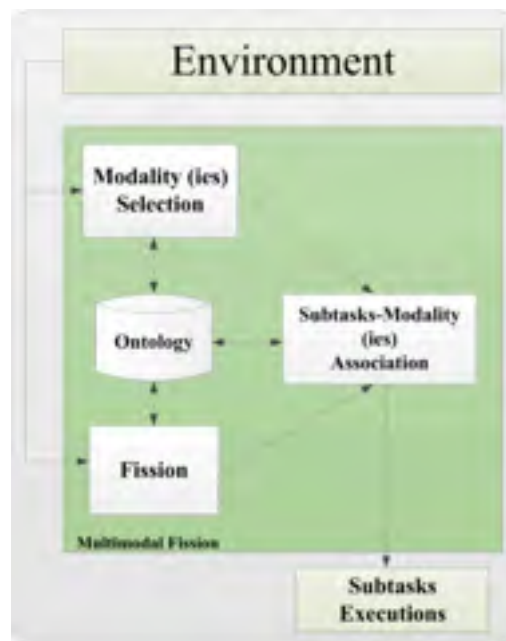 Environment
Modality (ies)
Selection
Ontology
Subtasks-Modality
(ies)
Association
Fission
Multimodal Fission
Subtasks
Executions